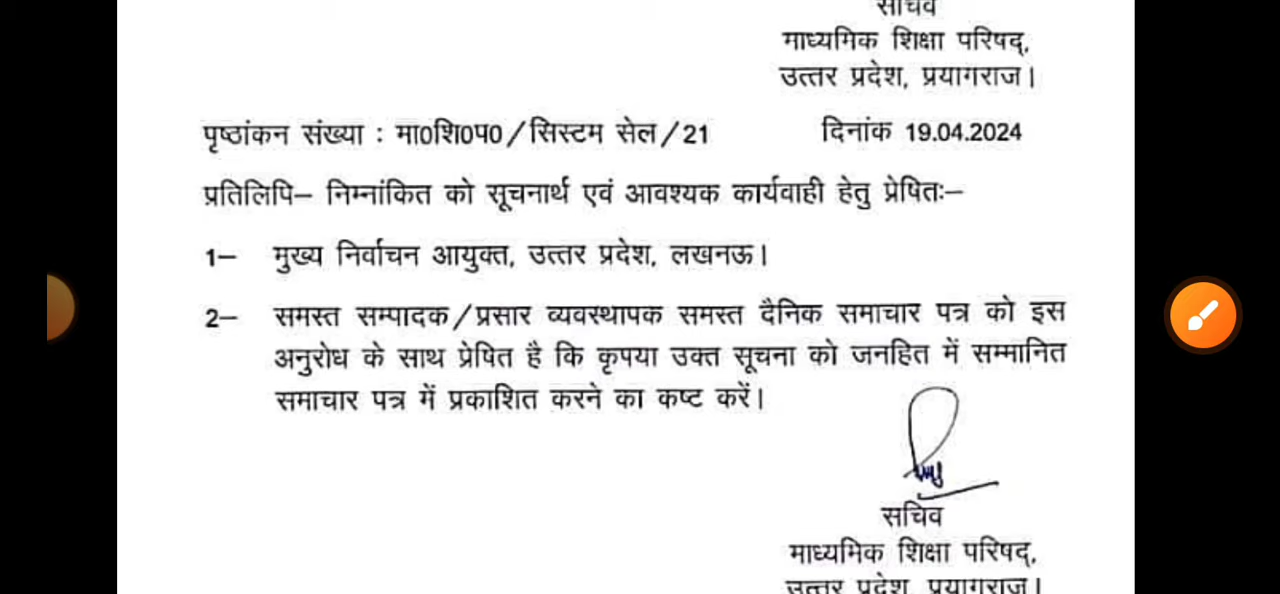 सचिव
माध्यमिक शिक्षा परिषद्,
उत्तर प्रदेश, प्रयागराज।
पृष्ठांकन संख्या : मा0शि0प0/सिस्टम सेल/21 दिनांक 19.04.2024
प्रतिलिपि– निम्नांकित को सूचनार्थ एवं आवश्यक कार्यवाही हेतु प्रेषितः–
1– मुख्य निर्वाचन आयुक्त, उत्तर प्रदेश, लखनऊ।
2– समस्त सम्पादक/प्रसार व्यवस्थापक समस्त दैनिक समाचार पत्र को इस
अनुरोध के साथ प्रेषित है कि कृपया उक्त सूचना को जनहित में सम्मानित
समाचार पत्र में प्रकाशित करने का कष्ट करें।
सचिव
माध्यमिक शिक्षा परिषद्,
उत्तर प्रदेश, प्रयागराज।